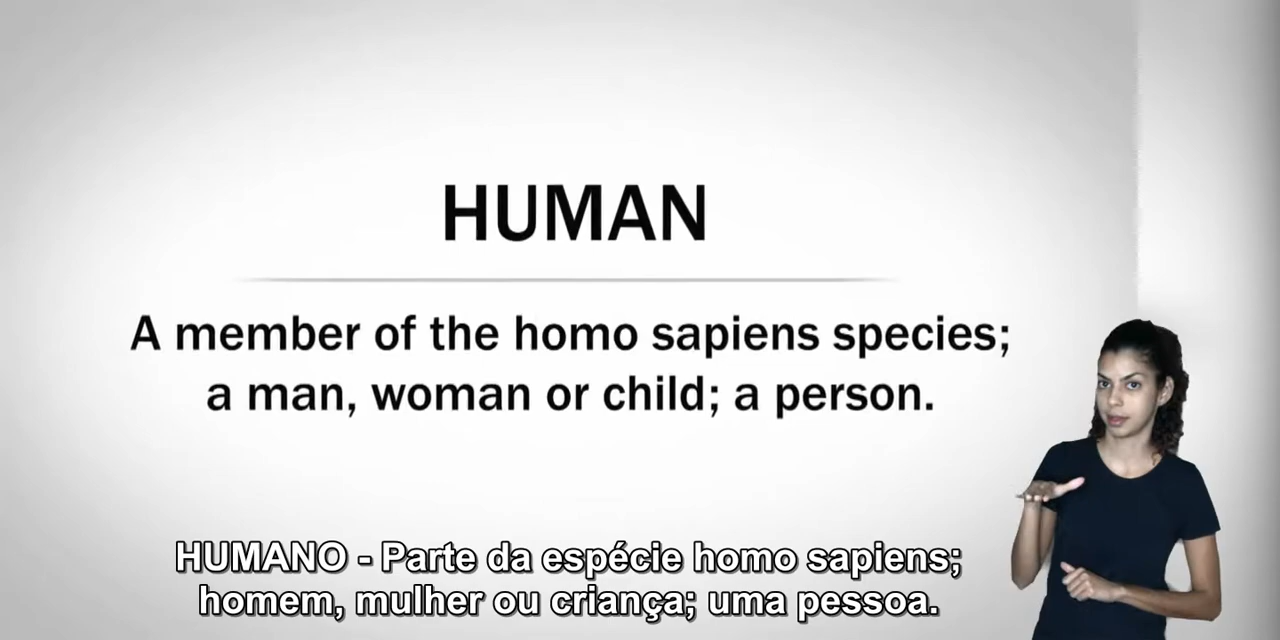 HUMAN
A member of the homo sapiens species;
a man, woman or child; a person.
HUMANO - Parte da espécie homo sapiens;
homem, mulher ou criança; uma pessoa.